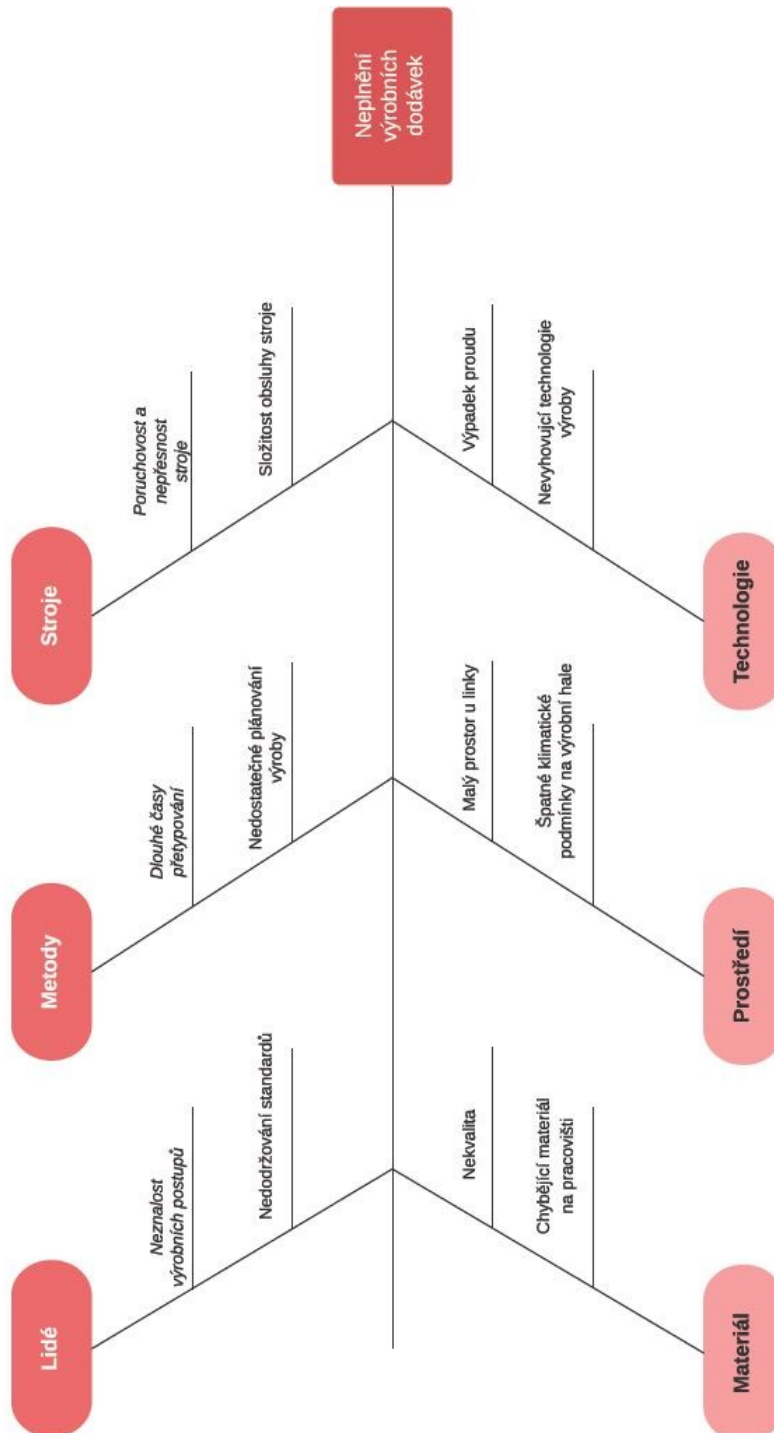 Lidé
Metody
Stroje
Neznalost
výrobních postupů
Nedodržování standardů
Dlouhé časy
přetypování
Nedostatečné plánování
výroby
Poruchovost a
nepřesnost
stroje
Složitost obsluhy stroje
Neplnění
výrobních
dodávek
Nekvalita
Chybějící materiál
na pracovišti
Malý prostor u linky
Špatné klimatické
podmínky na výrobní hale
Výpadek proudu
Nevyhovujcí technologie
výroby
Materiál
Prostředí
Technologie